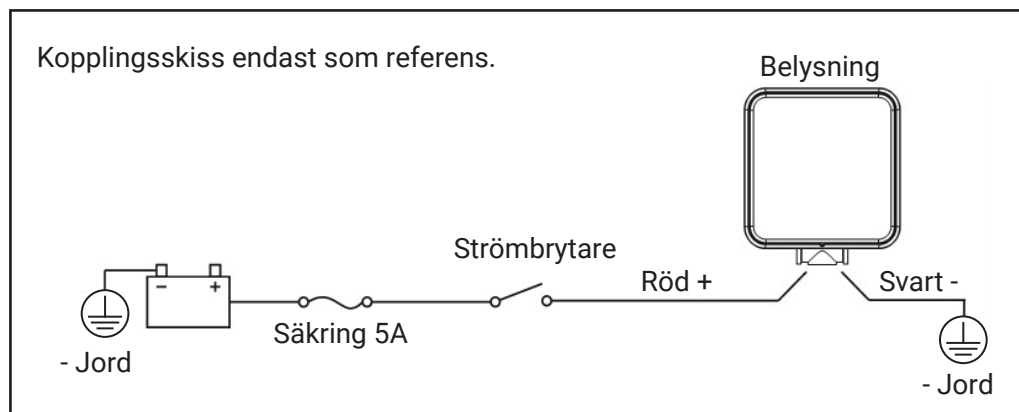 Kopplingsskiss endast som referens.
Belysning
Strömbrytare
Röd +
Svart -
- +
Säkring 5A
- Jord
- Jord